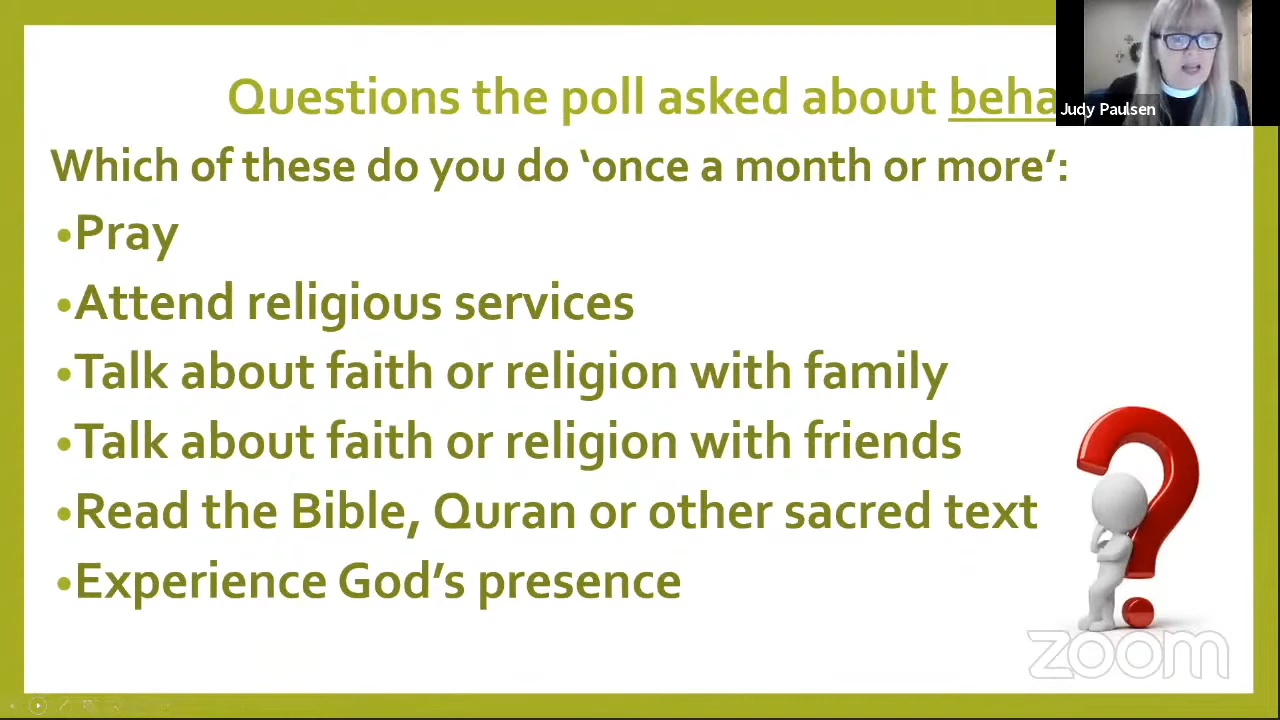 Questions the poll asked about beha
Judy Paulsen
Which of these do you do ‘once a month or more’:
•Pray
•Attend religious services
•Talk about faith or religion with family
•Talk about faith or religion with friends
•Read the Bible, Quran or other sacred text
•Experience God’s presence
zoom